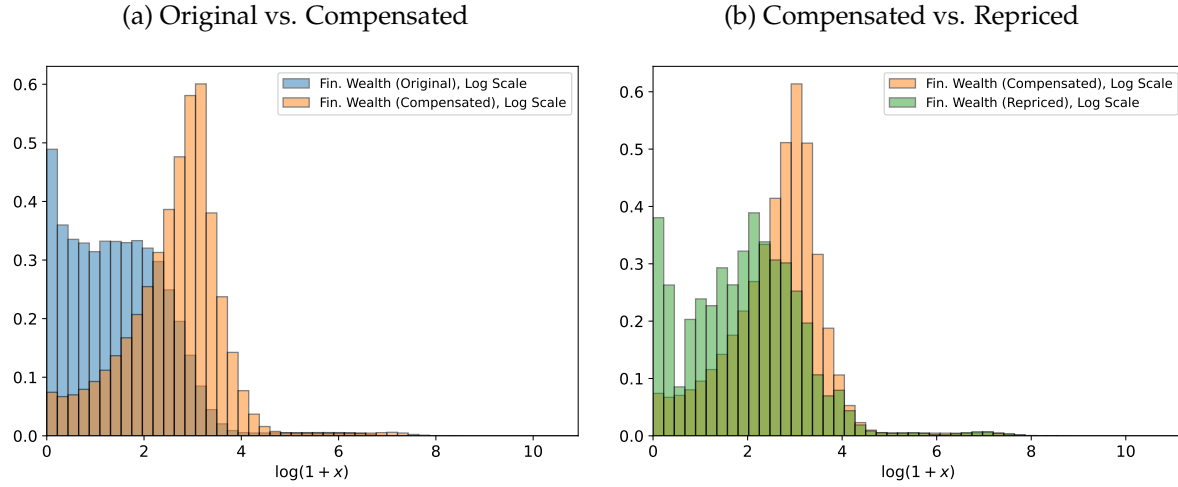 (a) Original vs. Compensated
Fin. Wealth (Original), Log Scale
Fin. Wealth (Compensated), Log Scale
0.6
0.5
0.4
0.3
0.2
0.1
0.0
0 2 4 6 8 10
log(1 + x)
(b) Compensated vs. Repriced
Fin. Wealth (Compensated), Log Scale
Fin. Wealth (Repriced), Log Scale
0.6
0.5
0.4
0.3
0.2
0.1
0.0
0 2 4 6 8 10
log(1 + x)